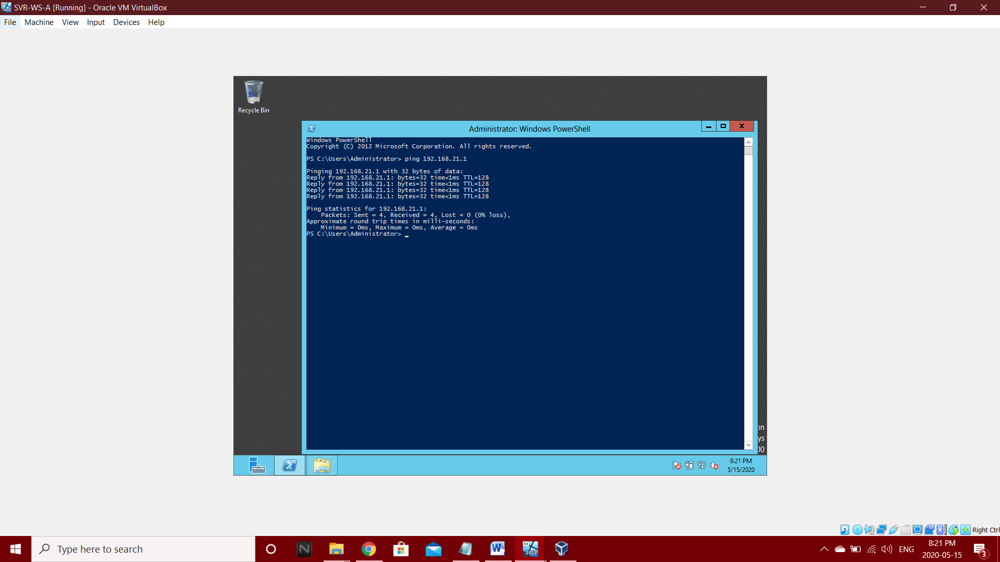 SVR-WS-A [Running] - Oracle VM VirtualBox
File Machine View Input Devices Help
Recycle Bin
Administrator: Windows PowerShell
Windows PowerShell
Copyright (C) 2012 Microsoft Corporation. All rights reserved.
PS C:\Users\Administrator> ping 192.168.21.1
Pinging 192.168.21.1 with 32 bytes of data:
Reply from 192.168.21.1: bytes=32 time<1ms TTL=128
Reply from 192.168.21.1: bytes=32 time<1ms TTL=128
Reply from 192.168.21.1: bytes=32 time<1ms TTL=128
Reply from 192.168.21.1: bytes=32 time<1ms TTL=128
Ping statistics for 192.168.21.1:
Packets: Sent = 4, Received = 4, Lost = 0 (0% loss),
Approximate round trip times in milli-seconds:
Minimum = 0ms, Maximum = 0ms, Average = 0ms
PS C:\Users\Administrator> _
on
ys
00
8:21 PM
5/15/2020
Right Ctrl
Type here to search
64
2012
ENG
8:21 PM
2020-05-15
3